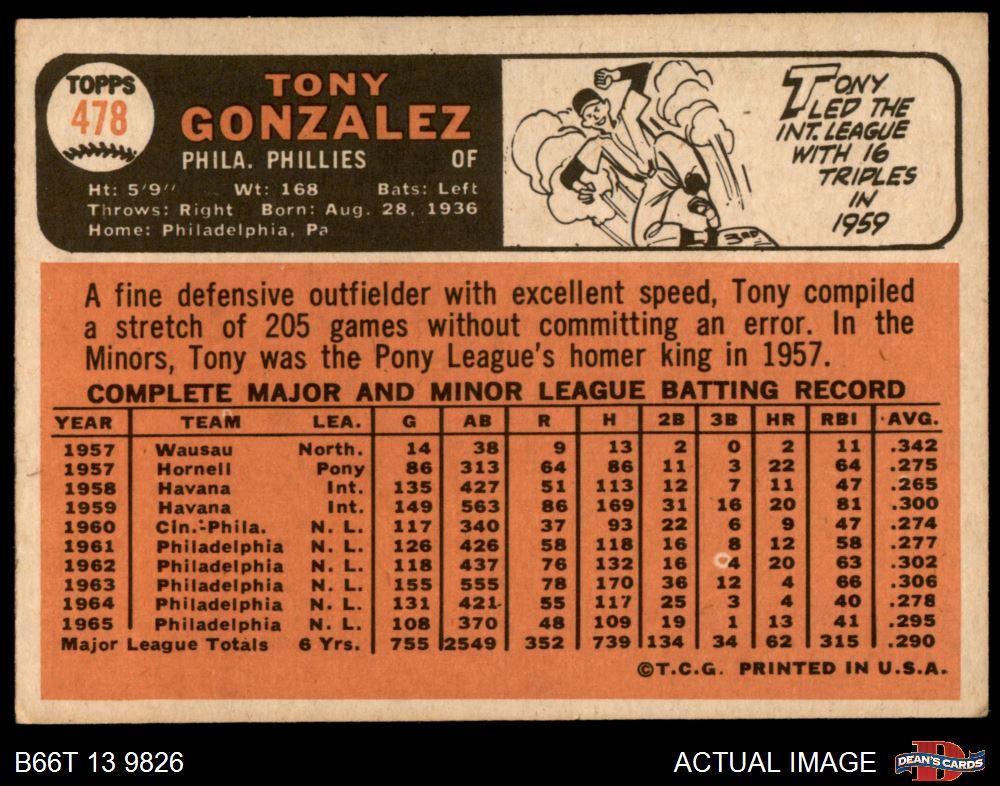 TOPPS
478
TONY
GONZALEZ
PHILA. PHILLIES OF
Ht: 5'9" Wt: 168 Bats: Left
Throws: Right Born: Aug. 28, 1936
Home: Philadelphia, Pa
TONY
LED THE
INT. LEAGUE
WITH 16
TRIPLES
IN
1959
3RD
A fine defensive outfielder with excellent speed, Tony compiled
a stretch of 205 games without committing an error. In the
Minors, Tony was the Pony League's homer king in 1957.
COMPLETE MAJOR AND MINOR LEAGUE BATTING RECORD
YEAR TEAM LEA. G AB R H 2B 3B HR RBI AVG.
1957 Wausau North. 14 38 9 13 2 0 2 11 .342
1957 Hornell Pony 86 313 64 86 11 3 22 64 .275
1958 Havana Int. 135 427 51 113 12 7 11 47 .265
1959 Havana Int. 149 563 86 169 31 16 20 81 .300
1960 Cin.-Phila. N. L. 117 340 37 93 22 6 9 47 .274
1961 Philadelphia N. L. 126 426 58 118 16 8 12 58 .277
1962 Philadelphia N. L. 118 437 76 132 16 4 20 63 .302
1963 Philadelphia N. L. 155 555 78 170 36 12 4 66 .306
1964 Philadelphia N. L. 131 421 55 117 25 3 4 40 .278
1965 Philadelphia N. L. 108 370 48 109 19 1 13 41 .295
Major League Totals 6 Yrs. 755 2549 352 739 134 34 62 315 .290
©T.C.G. PRINTED IN U.S.A.
B66T 13 9826 ACTUAL IMAGE DEAN'S CARDS